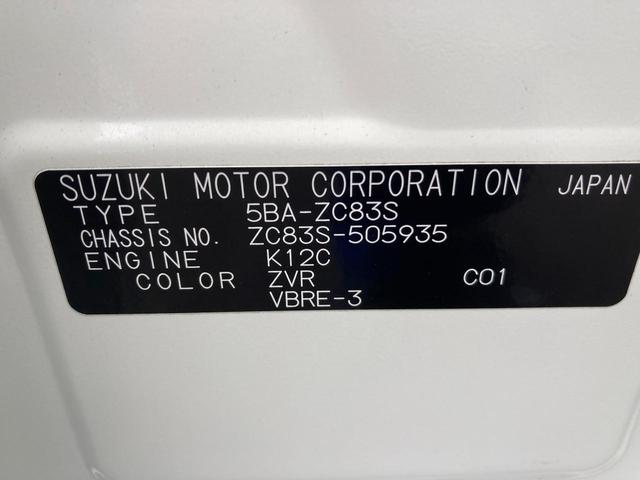 SUZUKI MOTOR CORPORATION JAPAN
TYPE 5BA-ZC83S
CHASSIS NO. ZC83S-505935
ENGINE K12C
COLOR ZVR C01
VBRE-3